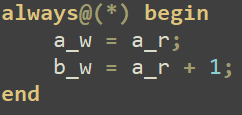 always@(*) begin
    a_w = a_r;
    b_w = a_r + 1;
end